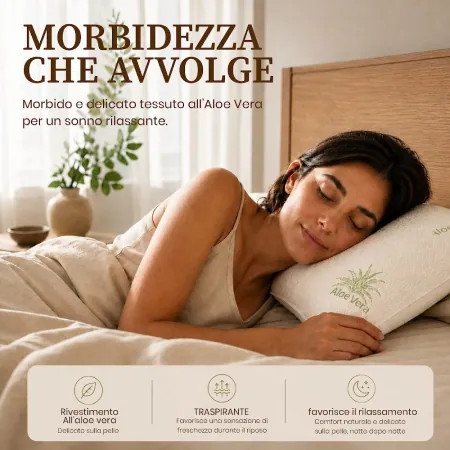 MORBIDEZZA
CHE AVVOLGE
Morbido e delicato tessuto all'Aloe Vera
per un sonno rilassante.
Aloe
Aloe Vera
Rivestimento
All'aloe vera
Delicato sulla pelle
TRASPIRANTE
Favorisce una sensazione di
freschezza durante il riposo
favorisce il rilassamento
Comfort naturale e delicato
sulla pelle, notte dopo notte